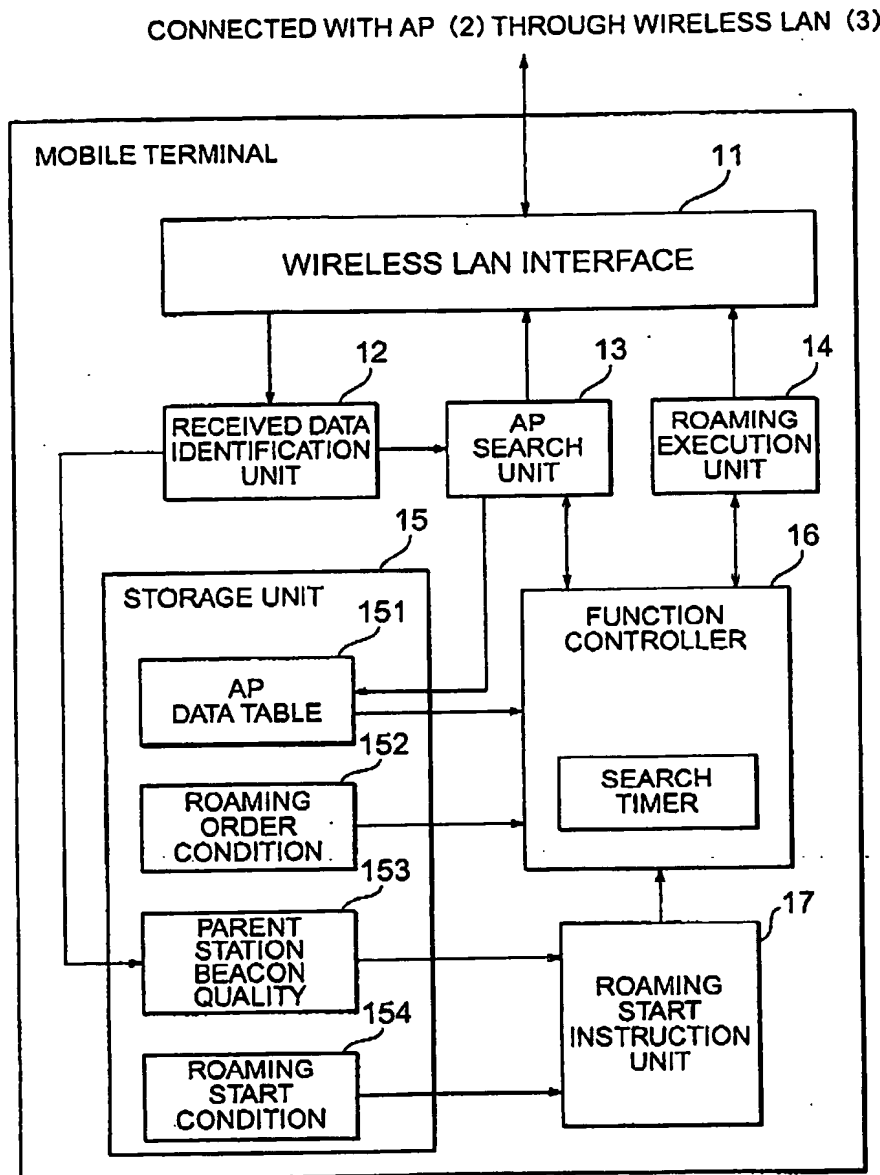 CONNECTED WITH AP (2) THROUGH WIRELESS LAN (3)
MOBILE TERMINAL
11
WIRELESS LAN INTERFACE
12
13
14
RECEIVED DATA
IDENTIFICATION
UNIT
AP
SEARCH
UNIT
ROAMING
EXECUTION
UNIT
15
16
STORAGE UNIT
151
AP
DATA TABLE
FUNCTION
CONTROLLER
152
ROAMING
ORDER
CONDITION
SEARCH
TIMER
153
PARENT
STATION
BEACON
QUALITY
17
ROAMING
START
INSTRUCTION
UNIT
154
ROAMING
START
CONDITION